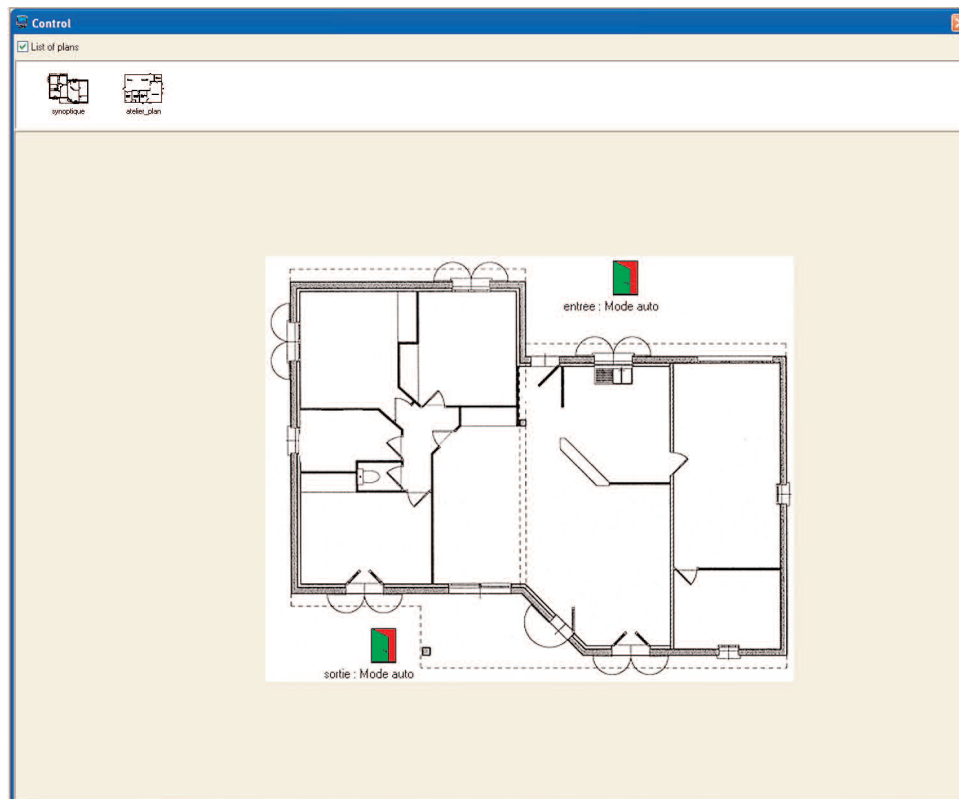 Control
List of plans
synoptique
atelier_plan
entree : Mode auto
sortie : Mode auto